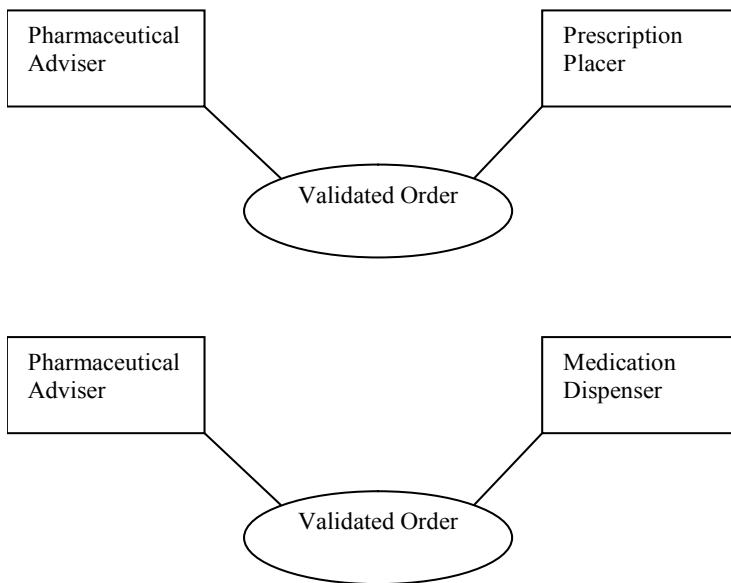 Pharmaceutical
Adviser
Prescription
Placer
Validated Order
Pharmaceutical
Adviser
Medication
Dispenser
Validated Order